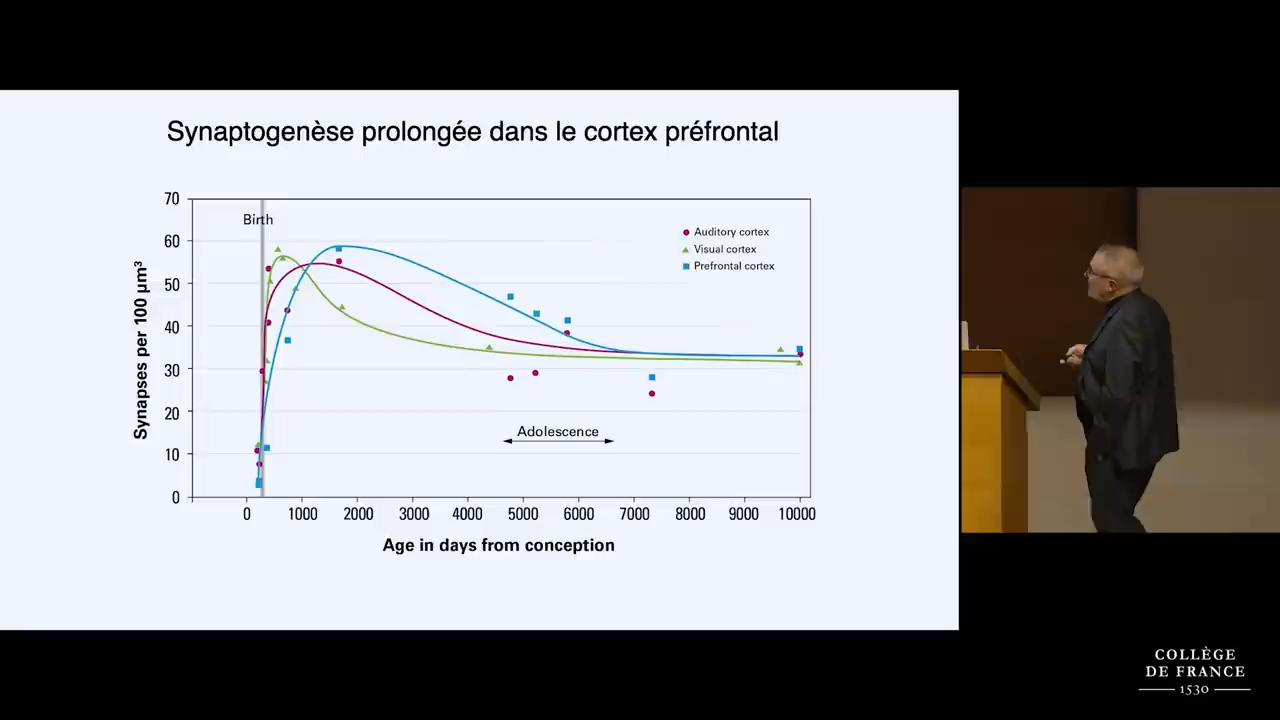 Synaptogenèse prolongée dans le cortex préfrontal
70
60
50
40
30
20
10
0
Synapses per 100 μm³
Birth
Auditory cortex
Visual cortex
Prefrontal cortex
Adolescence
0 1000 2000 3000 4000 5000 6000 7000 8000 9000 10000
Age in days from conception
COLLÈGE
DE FRANCE
1530